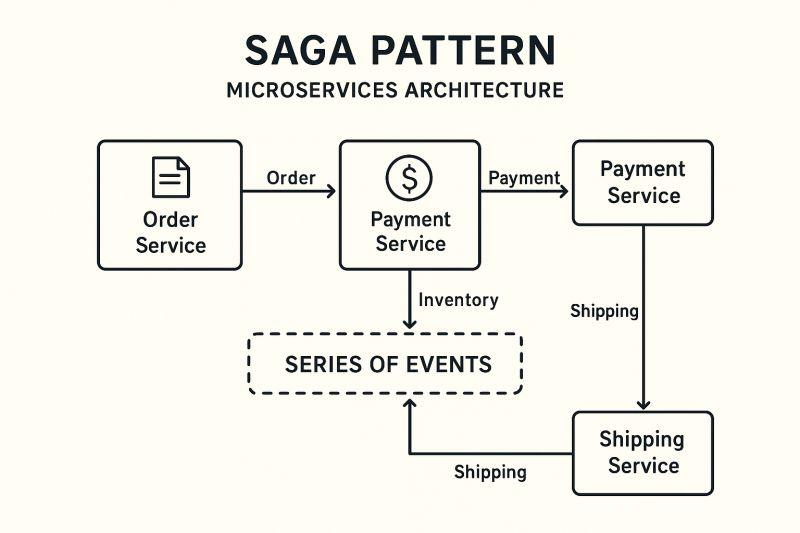 SAGA PATTERN
MICROSERVICES ARCHITECTURE
Order
Service
Order
$
Payment
Service
Payment
Payment
Service
Inventory
Shipping
SERIES OF EVENTS
Shipping
Service
Shipping